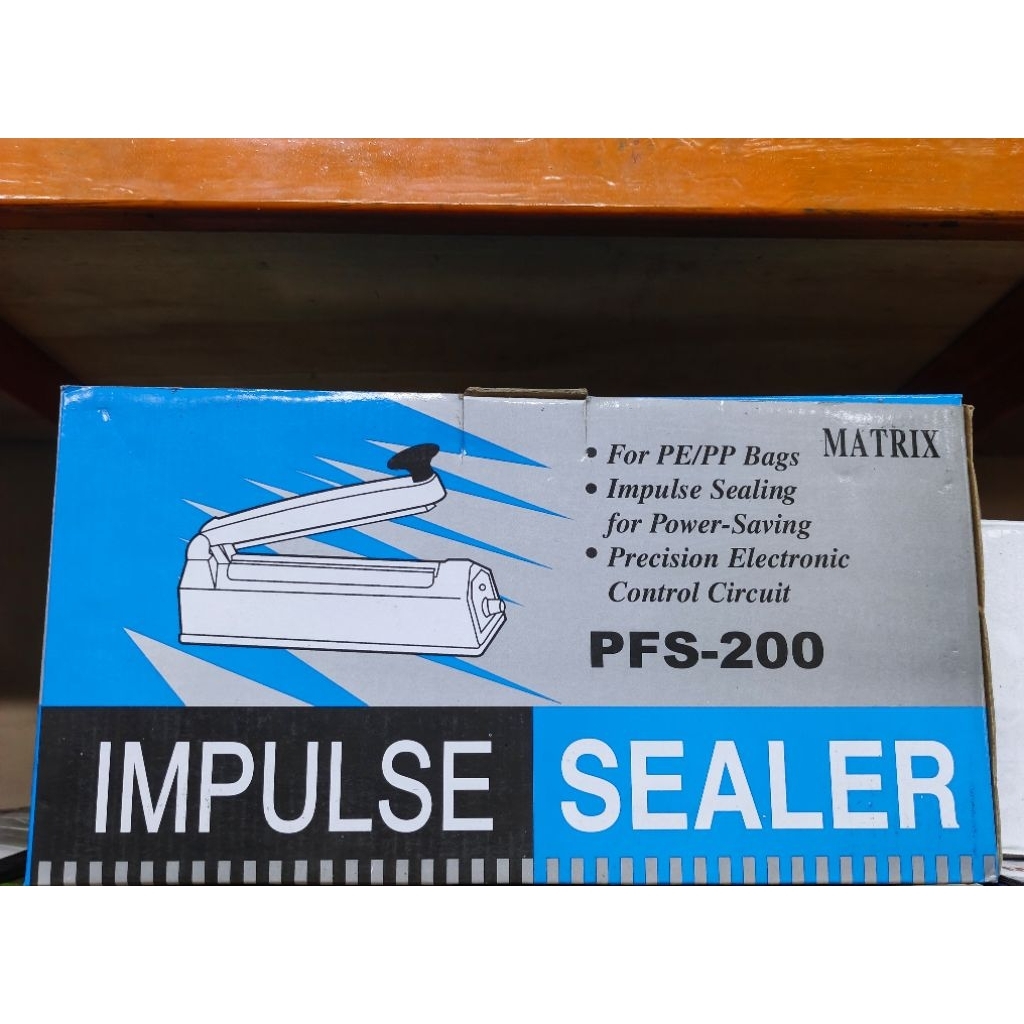 MATRIX
• For PE/PP Bags
• Impulse Sealing
for Power-Saving
• Precision Electronic
Control Circuit
PFS-200
IMPULSE SEALER